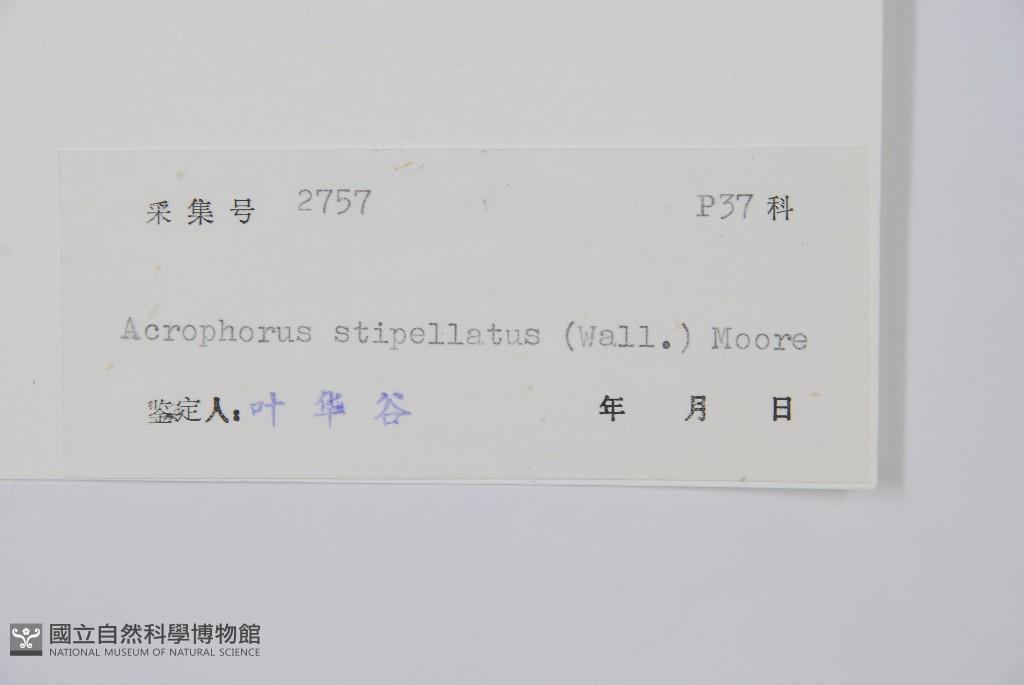 采集号 2757 P37 科
Acrophorus stipellatus (Wall.) Moore
鉴定人: 叶华谷 年 月 日
國立自然科學博物館
NATIONAL MUSEUM OF NATURAL SCIENCE